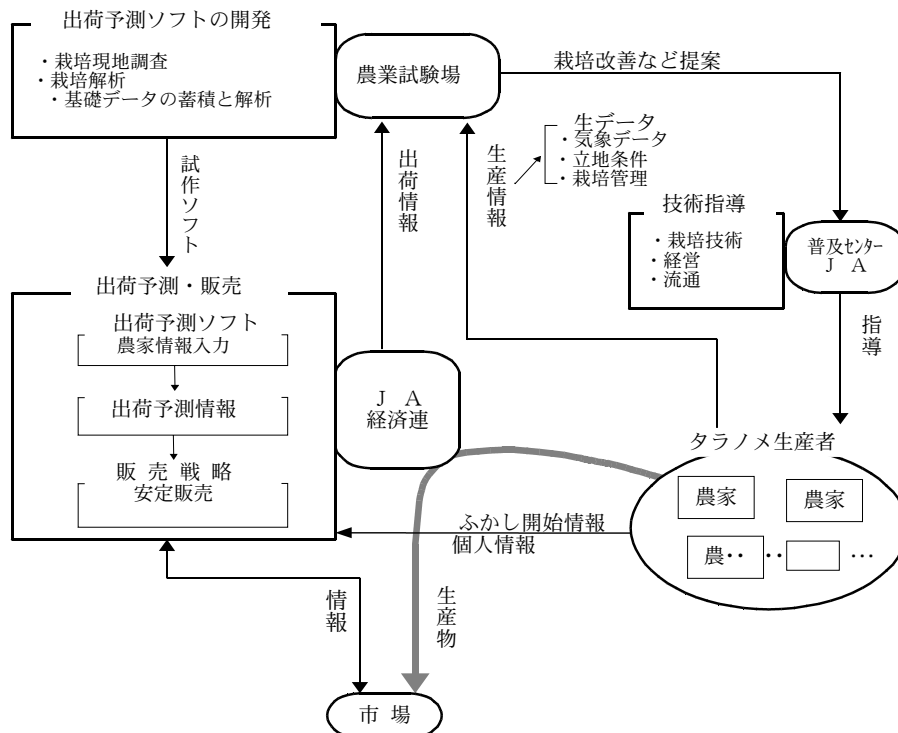 出荷予測ソフトの開発
・栽培現地調査
・栽培解析
・基礎データの蓄積と解析
農業試験場
栽培改善など提案
試作ソフト
出荷情報
生産情報
生データ
・気象データ
・立地条件
・栽培管理
技術指導
・栽培技術
・経営
・流通
普及センター
J A
指導
出荷予測・販売
出荷予測ソフト
農家情報入力
出荷予測情報
販 売 戦 略
安定販売
J A
経済連
タラノメ生産者
農家
農家
農‥
‥
…
ふかし開始情報
個人情報
情報
生産物
市 場